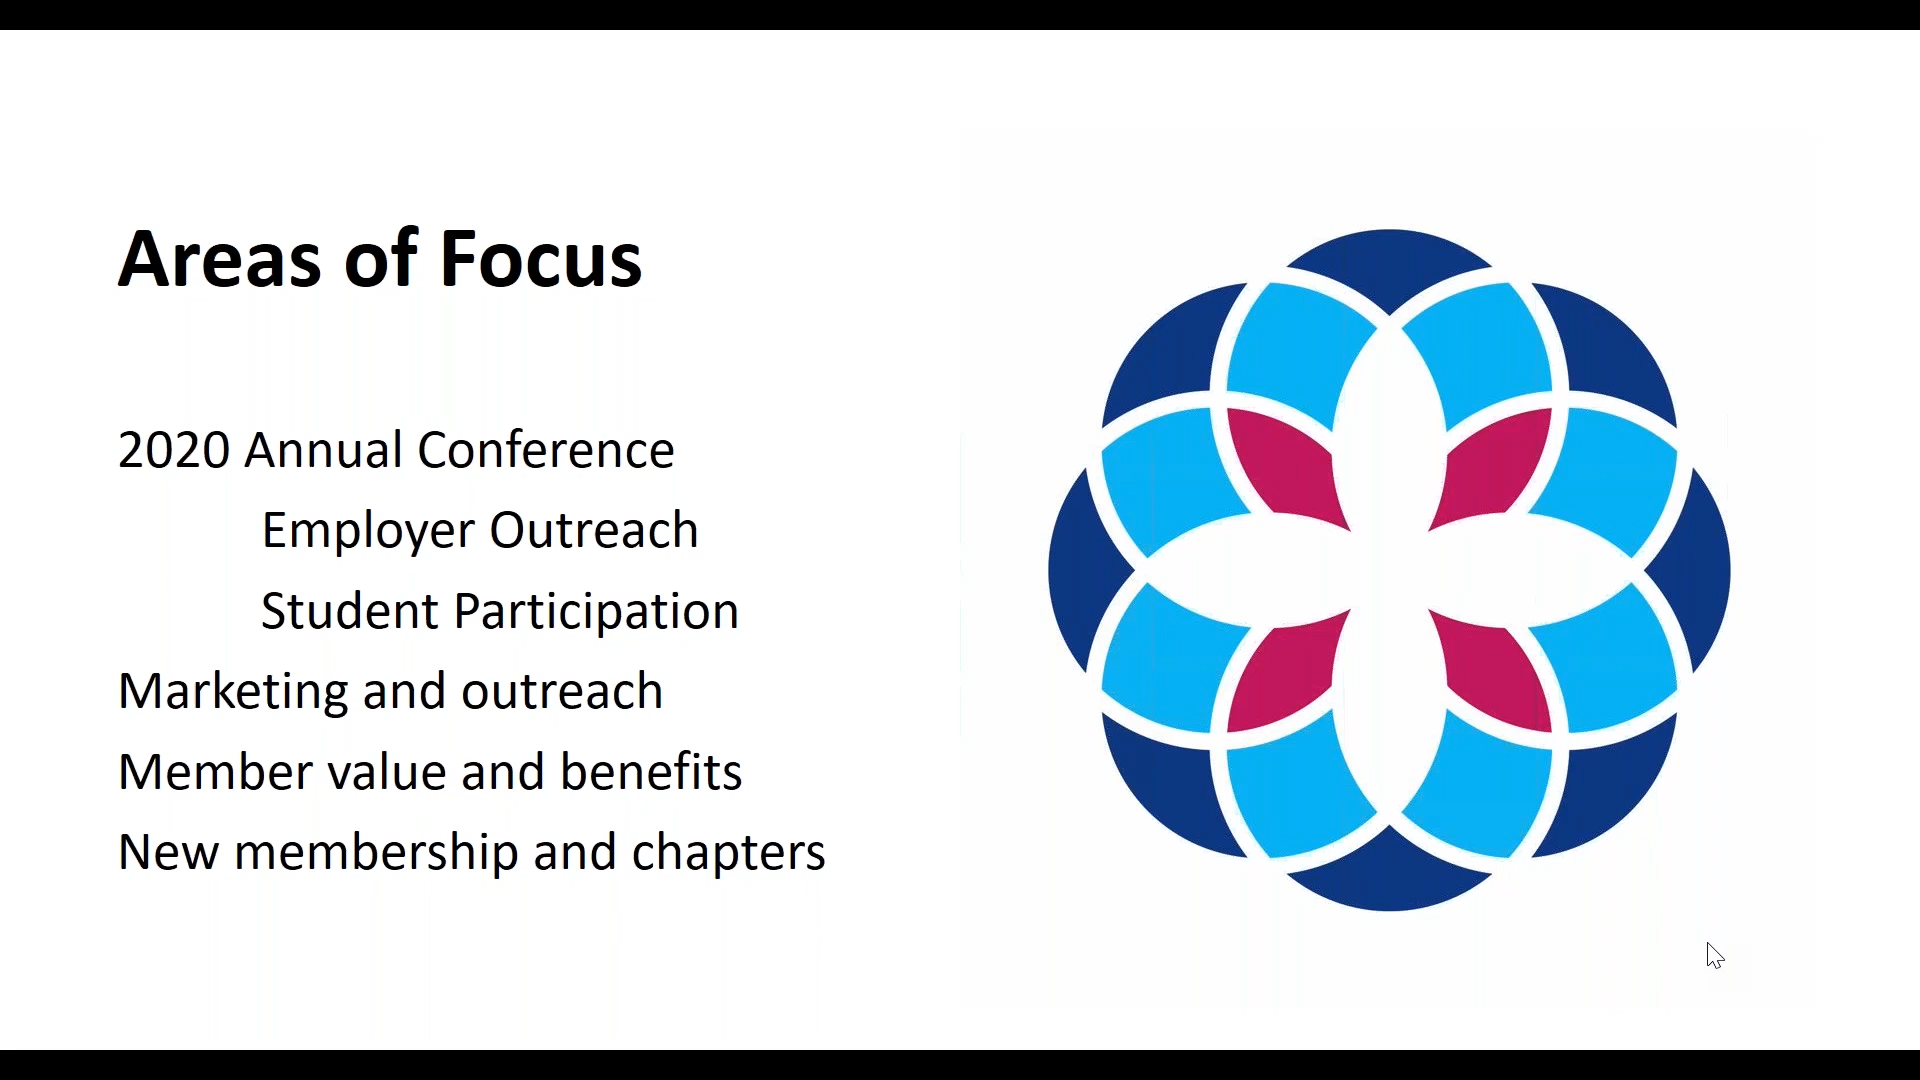 Areas of Focus
2020 Annual Conference
Employer Outreach
Student Participation
Marketing and outreach
Member value and benefits
New membership and chapters